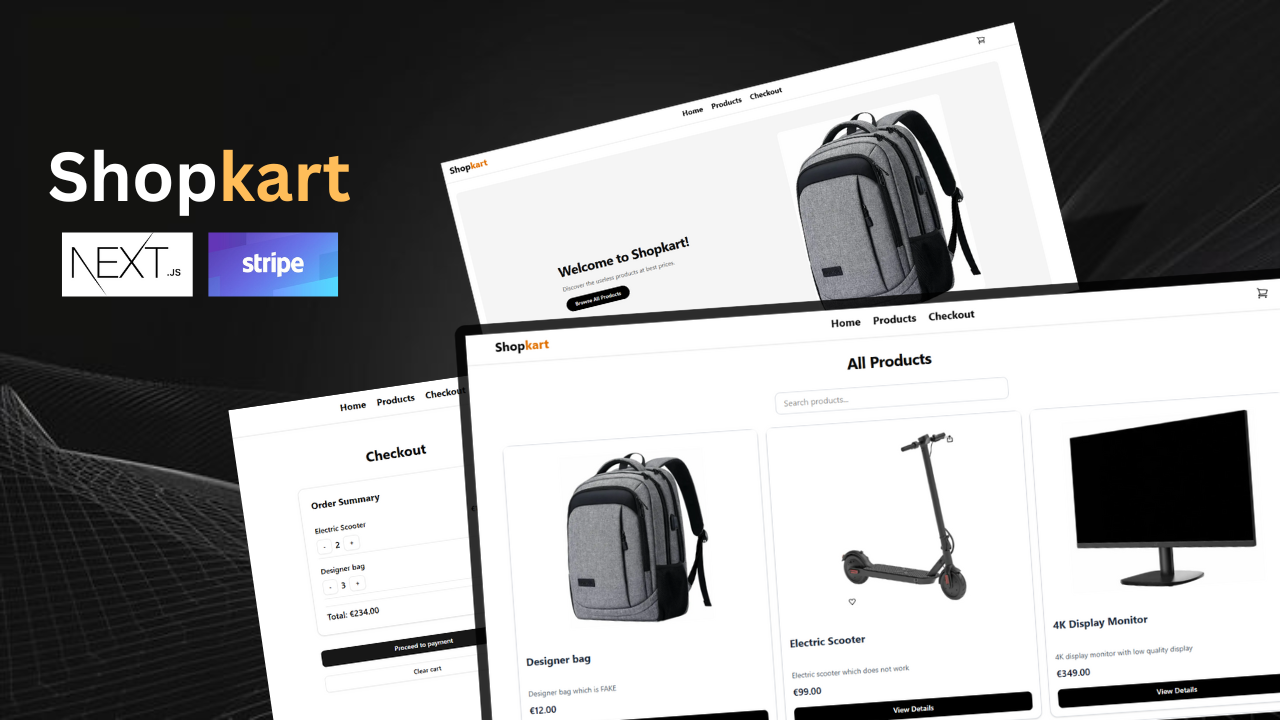 Shopkart
NEXT.JS
stripe
Shopkart
Home Products Checkout
Welcome to Shopkart!
Discover the useless products at best prices.
Browse All Products
Home Products Checkout
Checkout
Order Summary
Electric Scooter
- 2 +
Designer bag
- 3 +
Total: €234.00
Proceed to payment
Clear cart
Shopkart
Home Products Checkout
All Products
Search products...
Designer bag
Designer bag which is FAKE
€12.00
Electric Scooter
Electric scooter which does not work
€99.00
View Details
4K Display Monitor
4K display monitor with low quality display
€349.00
View Details